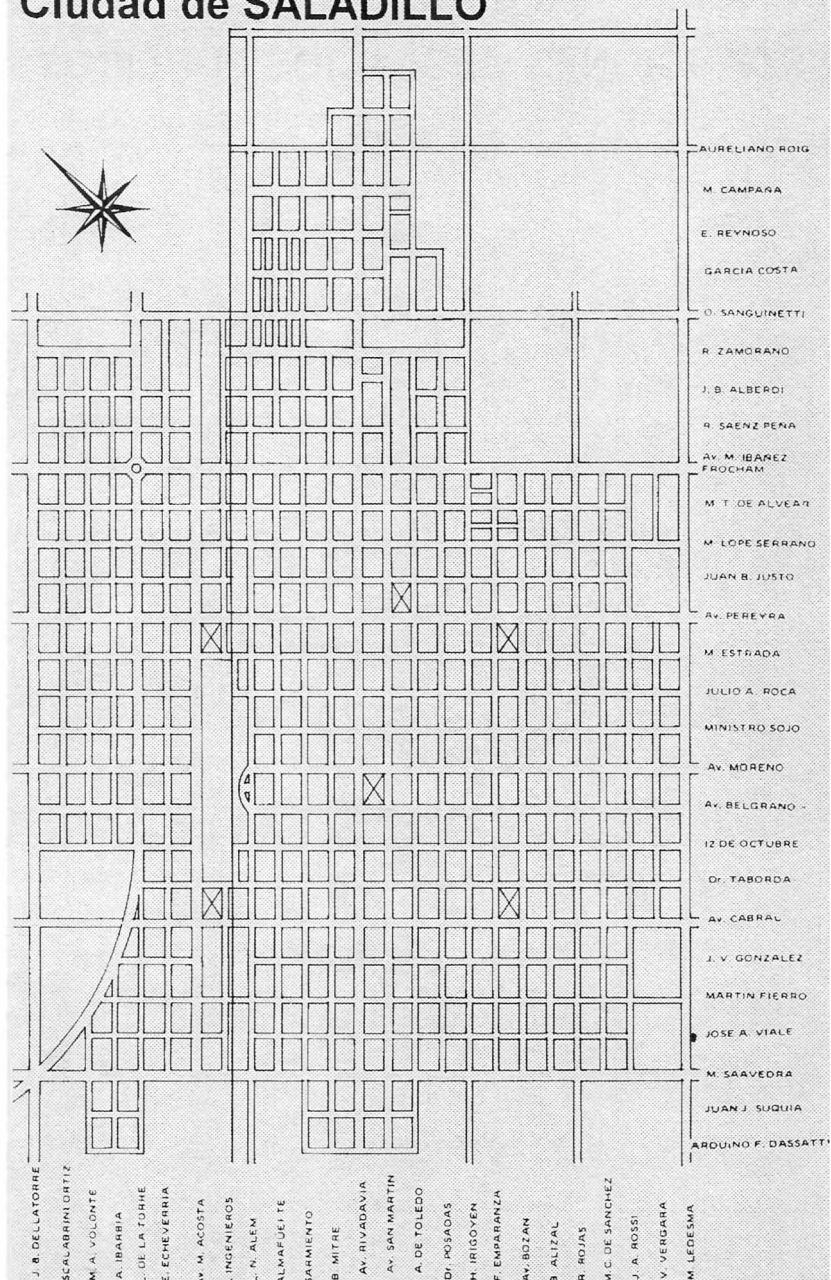 Ciudad de SALADILLO
AURELIANO ROIG
M. CAMPAÑA
E. REYNOSO
GARCIA COSTA
O. SANGUINETTI
R. ZAMORANO
J. B. ALBERDI
R. SAENZ PEÑA
Av. M. IBAÑEZ
FROCHAM
M. T. DE ALVEAR
M. LOPE SERRANO
JUAN B. JUSTO
Av. PEREYRA
M. ESTRADA
JULIO A. ROCA
MINISTRO SOJO
Av. MORENO
Av. BELGRANO
12 DE OCTUBRE
Dr. TABORDA
Av. CABRAL
J. V. GONZALEZ
MARTIN FIERRO
JOSE A. VIALE
M. SAAVEDRA
JUAN J. SUQUIA
ARDUINO F. DASSATTI
J. B. DELLATORRE
SCALABRINI ORTIZ
M. A. VOLONTE
A. IBARBIA
L. DE LA TORRE
E. ECHEVERRIA
Av. M. ACOSTA
J. INGENIEROS
L. N. ALEM
ALMAFUERTE
SARMIENTO
B. MITRE
Av. RIVADAVIA
Av. SAN MARTIN
A. DE TOLEDO
Dr. POSADAS
H. IRIGOYEN
F. EMPARANZA
Av. BOZAN
B. ALIZAL
R. ROJAS
M. C. DE SANCHEZ
J. A. ROSSI
V. VERGARA
M. LEDESMA